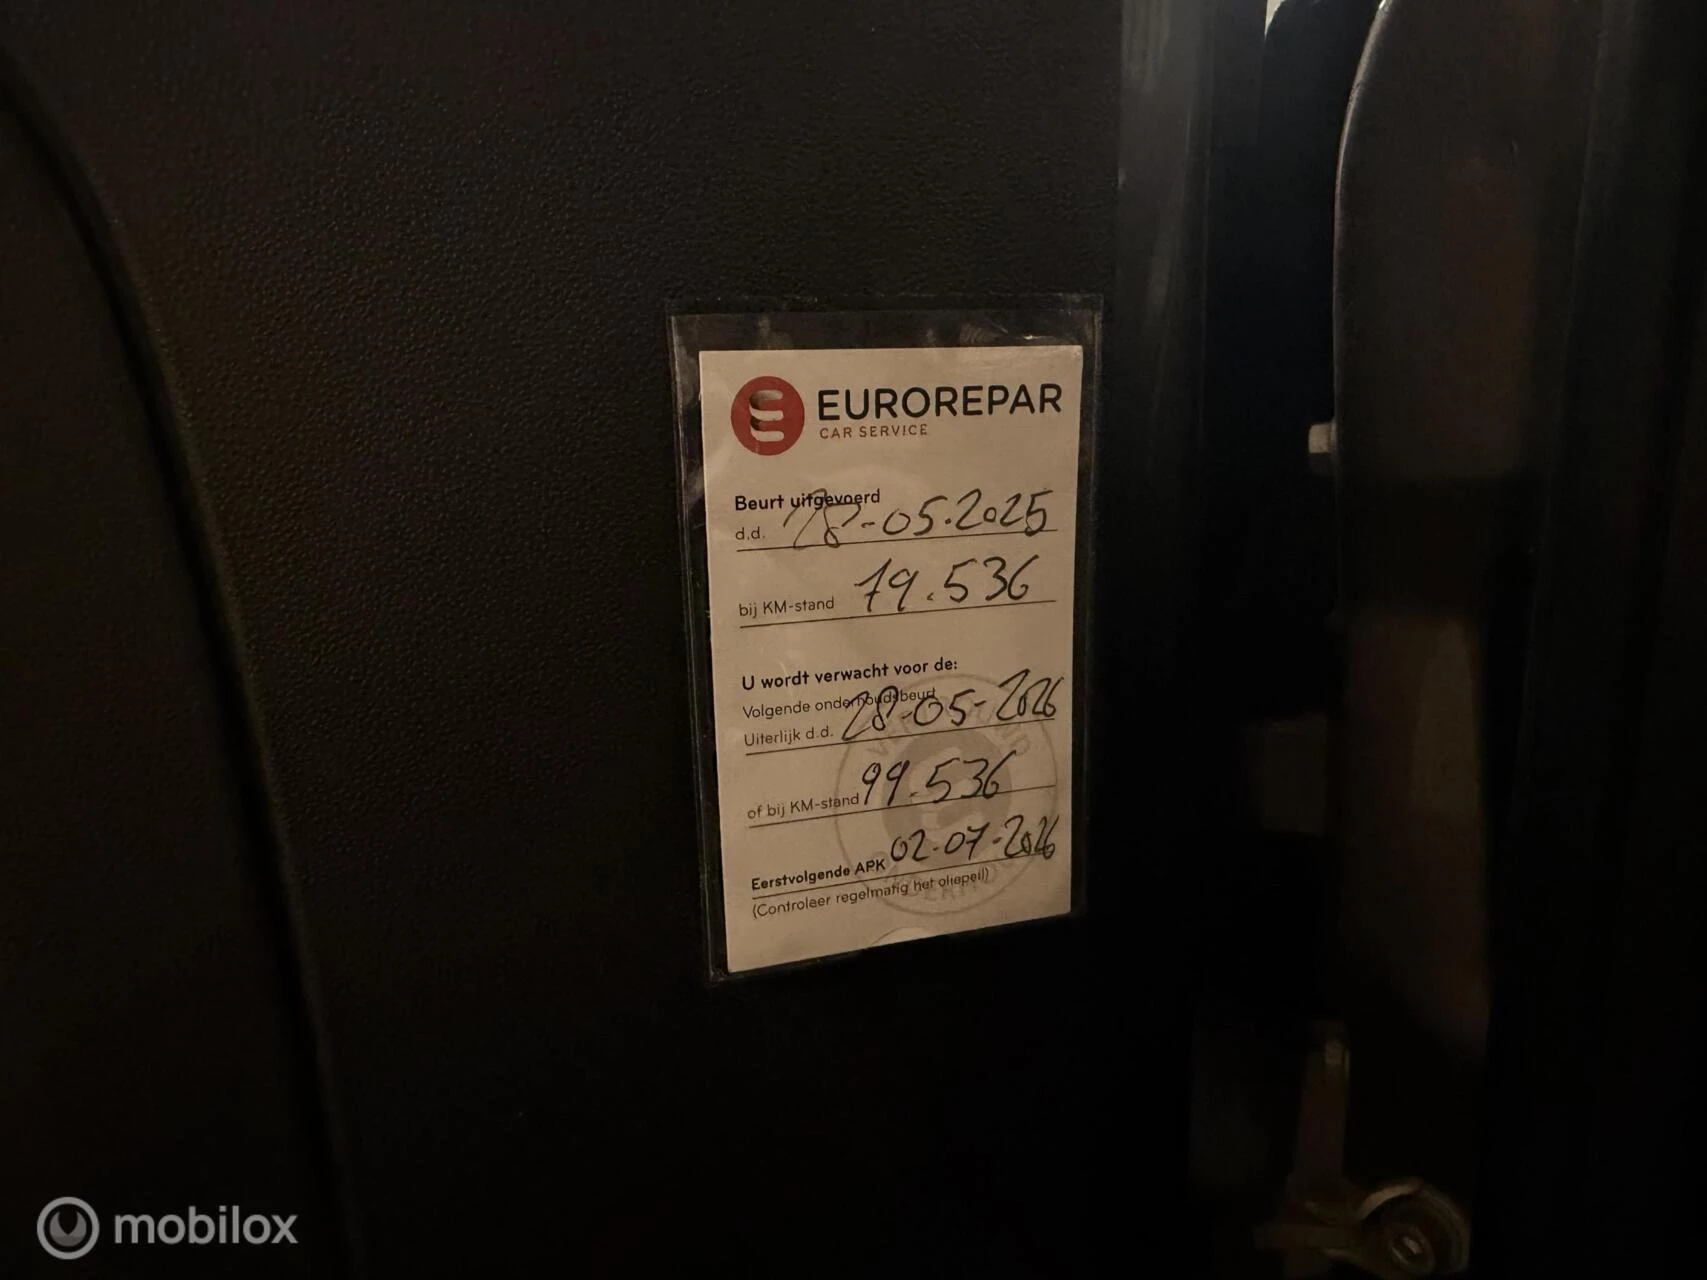 EUROREPAR
CAR SERVICE
Beurt uitgevoerd
d.d. 28-05.2025
bij KM-stand 79.536
U wordt verwacht voor de:
Volgende onderhoudsbeurt
Uiterlijk d.d. 28-05-2026
of bij KM-stand 99.536
Eerstvolgende APK 02-07-2026
(Controleer regelmatig het oliepeil)
mobilox